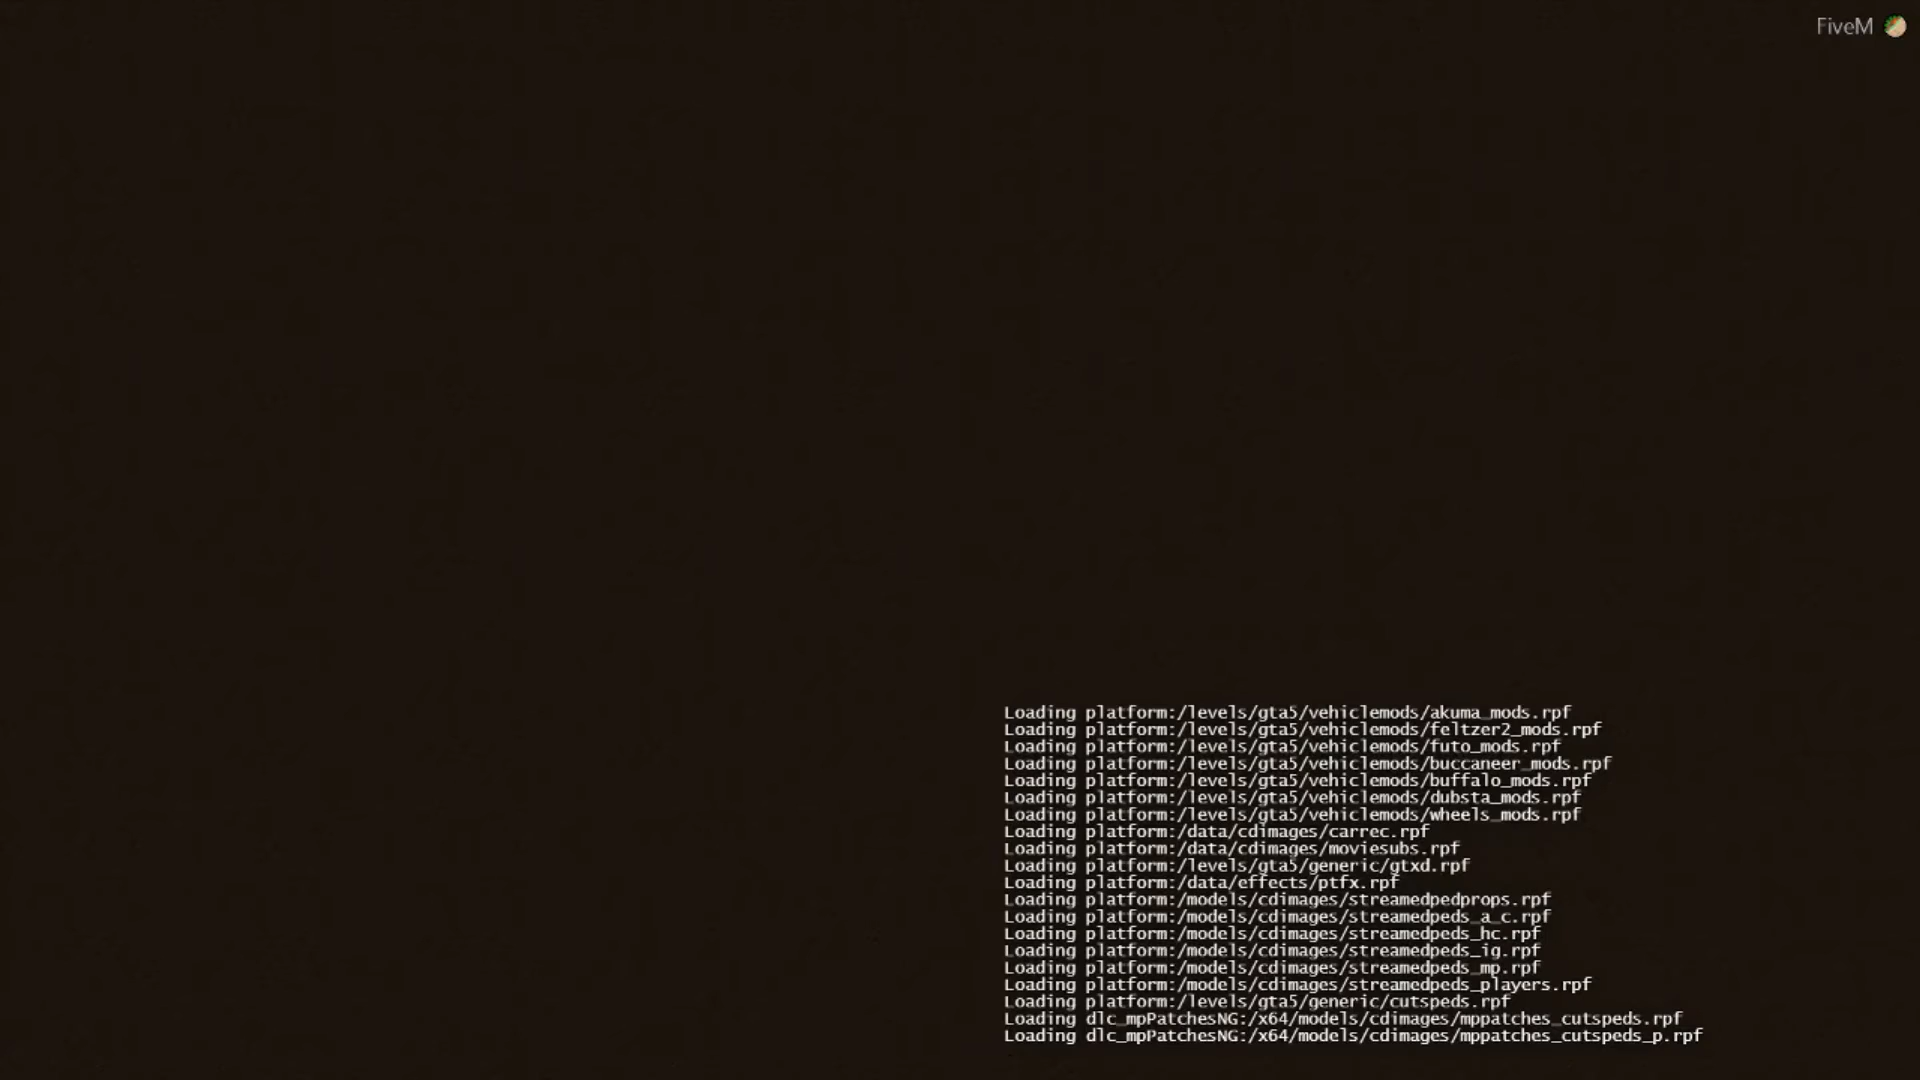 FiveM
Loading platform:/levels/gta5/vehiclemods/akuma_mods.rpf
Loading platform:/levels/gta5/vehiclemods/feltzer2_mods.rpf
Loading platform:/levels/gta5/vehiclemods/futo_mods.rpf
Loading platform:/levels/gta5/vehiclemods/buccaneer_mods.rpf
Loading platform:/levels/gta5/vehiclemods/buffalo_mods.rpf
Loading platform:/levels/gta5/vehiclemods/dubsta_mods.rpf
Loading platform:/levels/gta5/vehiclemods/wheels_mods.rpf
Loading platform:/data/cdimages/carrec.rpf
Loading platform:/data/cdimages/moviesubs.rpf
Loading platform:/levels/gta5/generic/gtxd.rpf
Loading platform:/data/effects/ptfx.rpf
Loading platform:/models/cdimages/streamedpedprops.rpf
Loading platform:/models/cdimages/streamedpeds_a_c.rpf
Loading platform:/models/cdimages/streamedpeds_hc.rpf
Loading platform:/models/cdimages/streamedpeds_ig.rpf
Loading platform:/models/cdimages/streamedpeds_mp.rpf
Loading platform:/models/cdimages/streamedpeds_players.rpf
Loading platform:/levels/gta5/generic/cutspeds.rpf
Loading dlc_mpPatchesNG:/x64/models/cdimages/mppatches_cutspeds.rpf
Loading dlc_mpPatchesNG:/x64/models/cdimages/mppatches_cutspeds_p.rpf